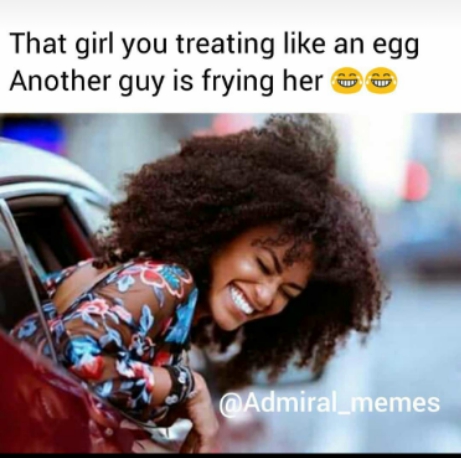 That girl you treating like an egg
Another guy is frying her 😂😂
@Admiral_memes